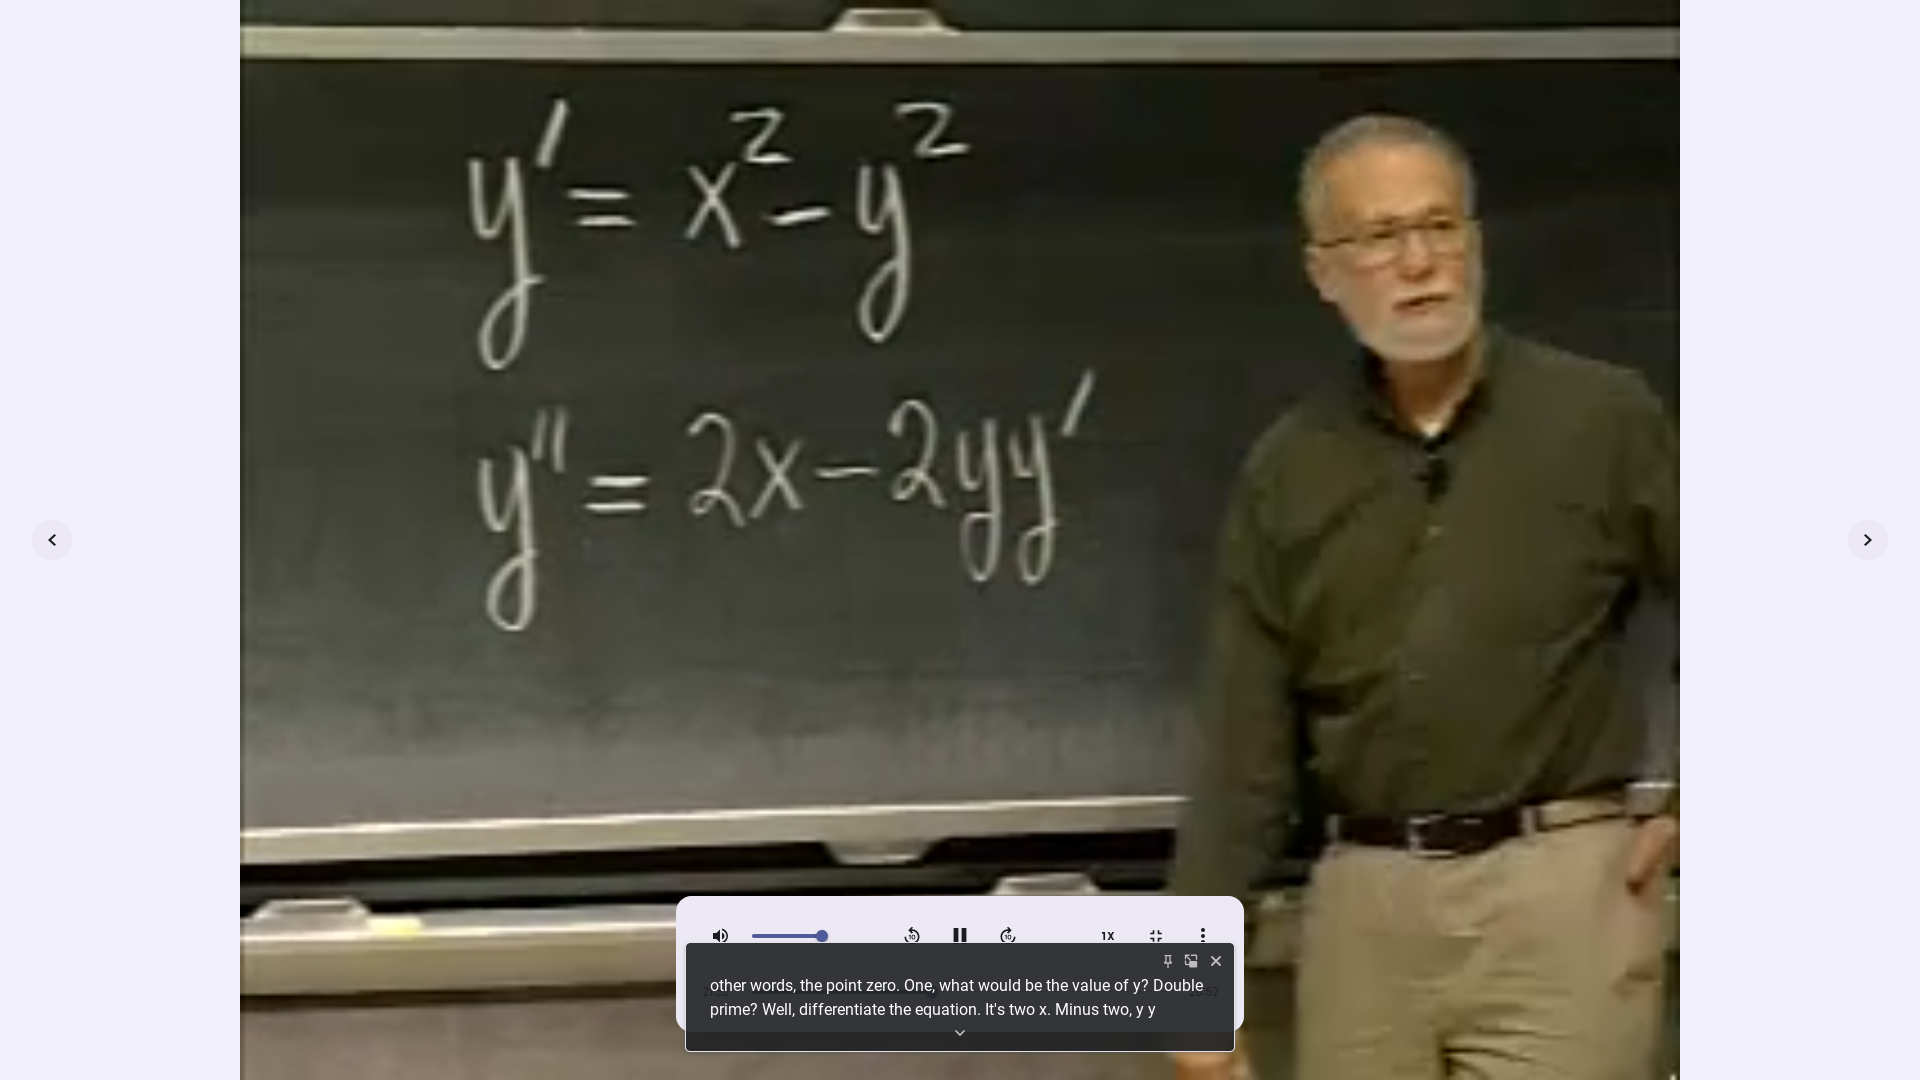 y' = x² - y²
y'' = 2x - 2yy'
1X
other words, the point zero. One, what would be the value of y? Double
prime? Well, differentiate the equation. It's two x. Minus two, y y